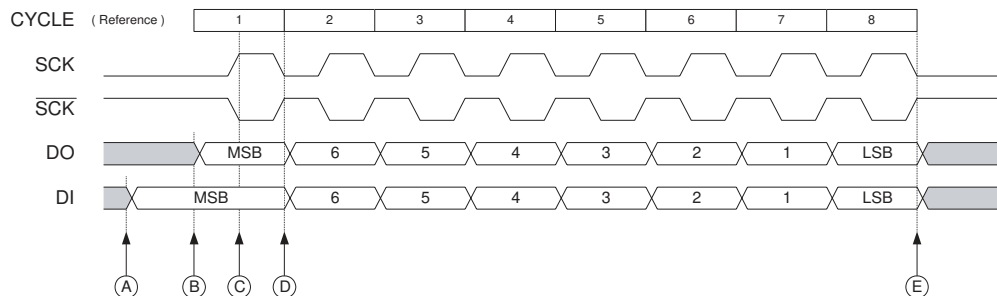 CYCLE ( Reference ) 1 2 3 4 5 6 7 8
SCK
SCK
DO MSB 6 5 4 3 2 1 LSB
DI MSB 6 5 4 3 2 1 LSB
A B C D E